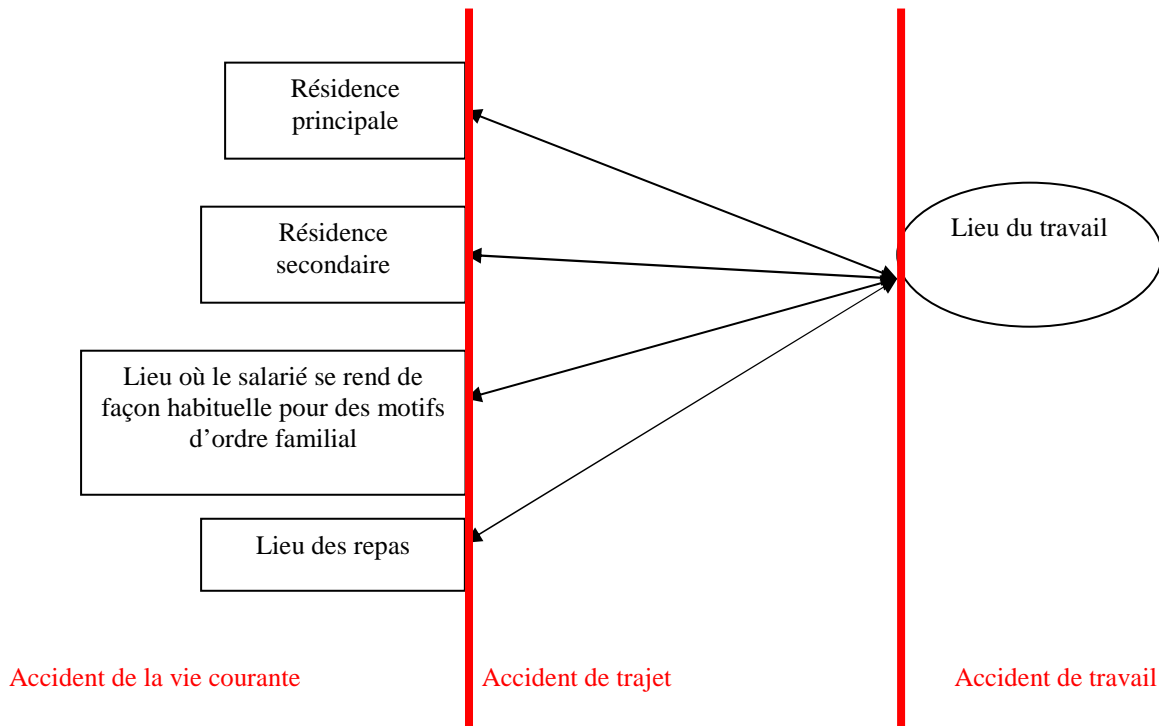 Résidence
principale
Résidence
secondaire
Lieu du travail
Lieu où le salarié se rend de
façon habituelle pour des motifs
d’ordre familial
Lieu des repas
Accident de la vie courante
Accident de trajet
Accident de travail